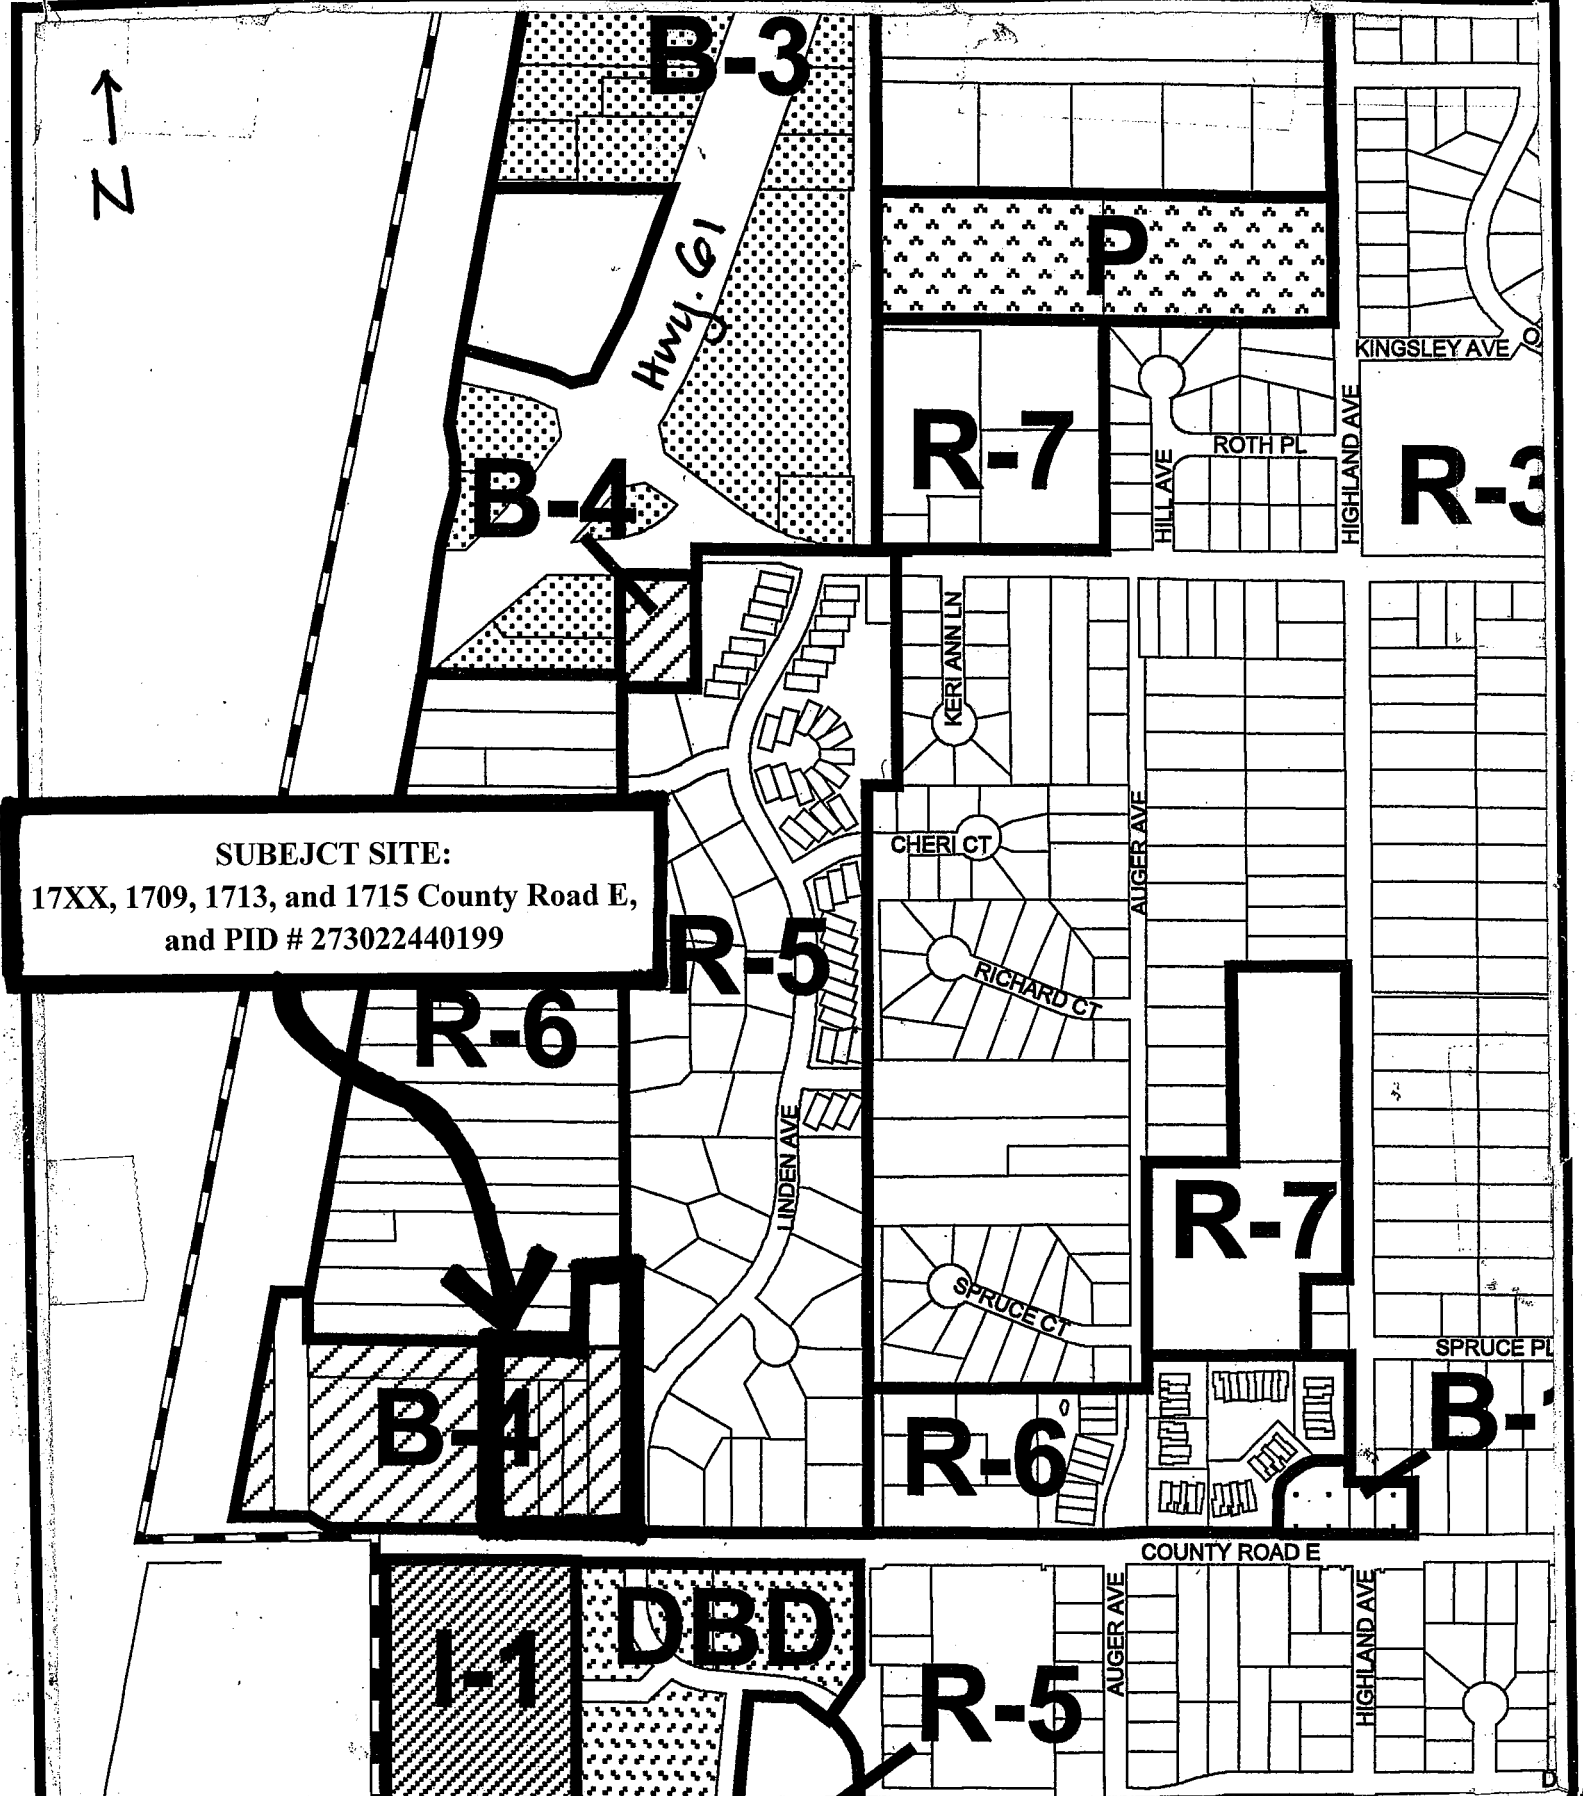 B-3
N
Hwy. 61
P
KINGSLEY AVE
R-7
ROTH PL
HILL AVE
HIGHLAND AVE
R-3
B-4
KERI ANN LN
SUBEJCT SITE:
17XX, 1709, 1713, and 1715 County Road E,
and PID # 273022440199
CHERI CT
AUGER AVE
R-5
RICHARD CT
R-6
LINDEN AVE
R-7
SPRUCE CT
SPRUCE PL
B-4
R-6
B-
COUNTY ROAD E
I-1
DBD
R-5
AUGER AVE
HIGHLAND AVE
D